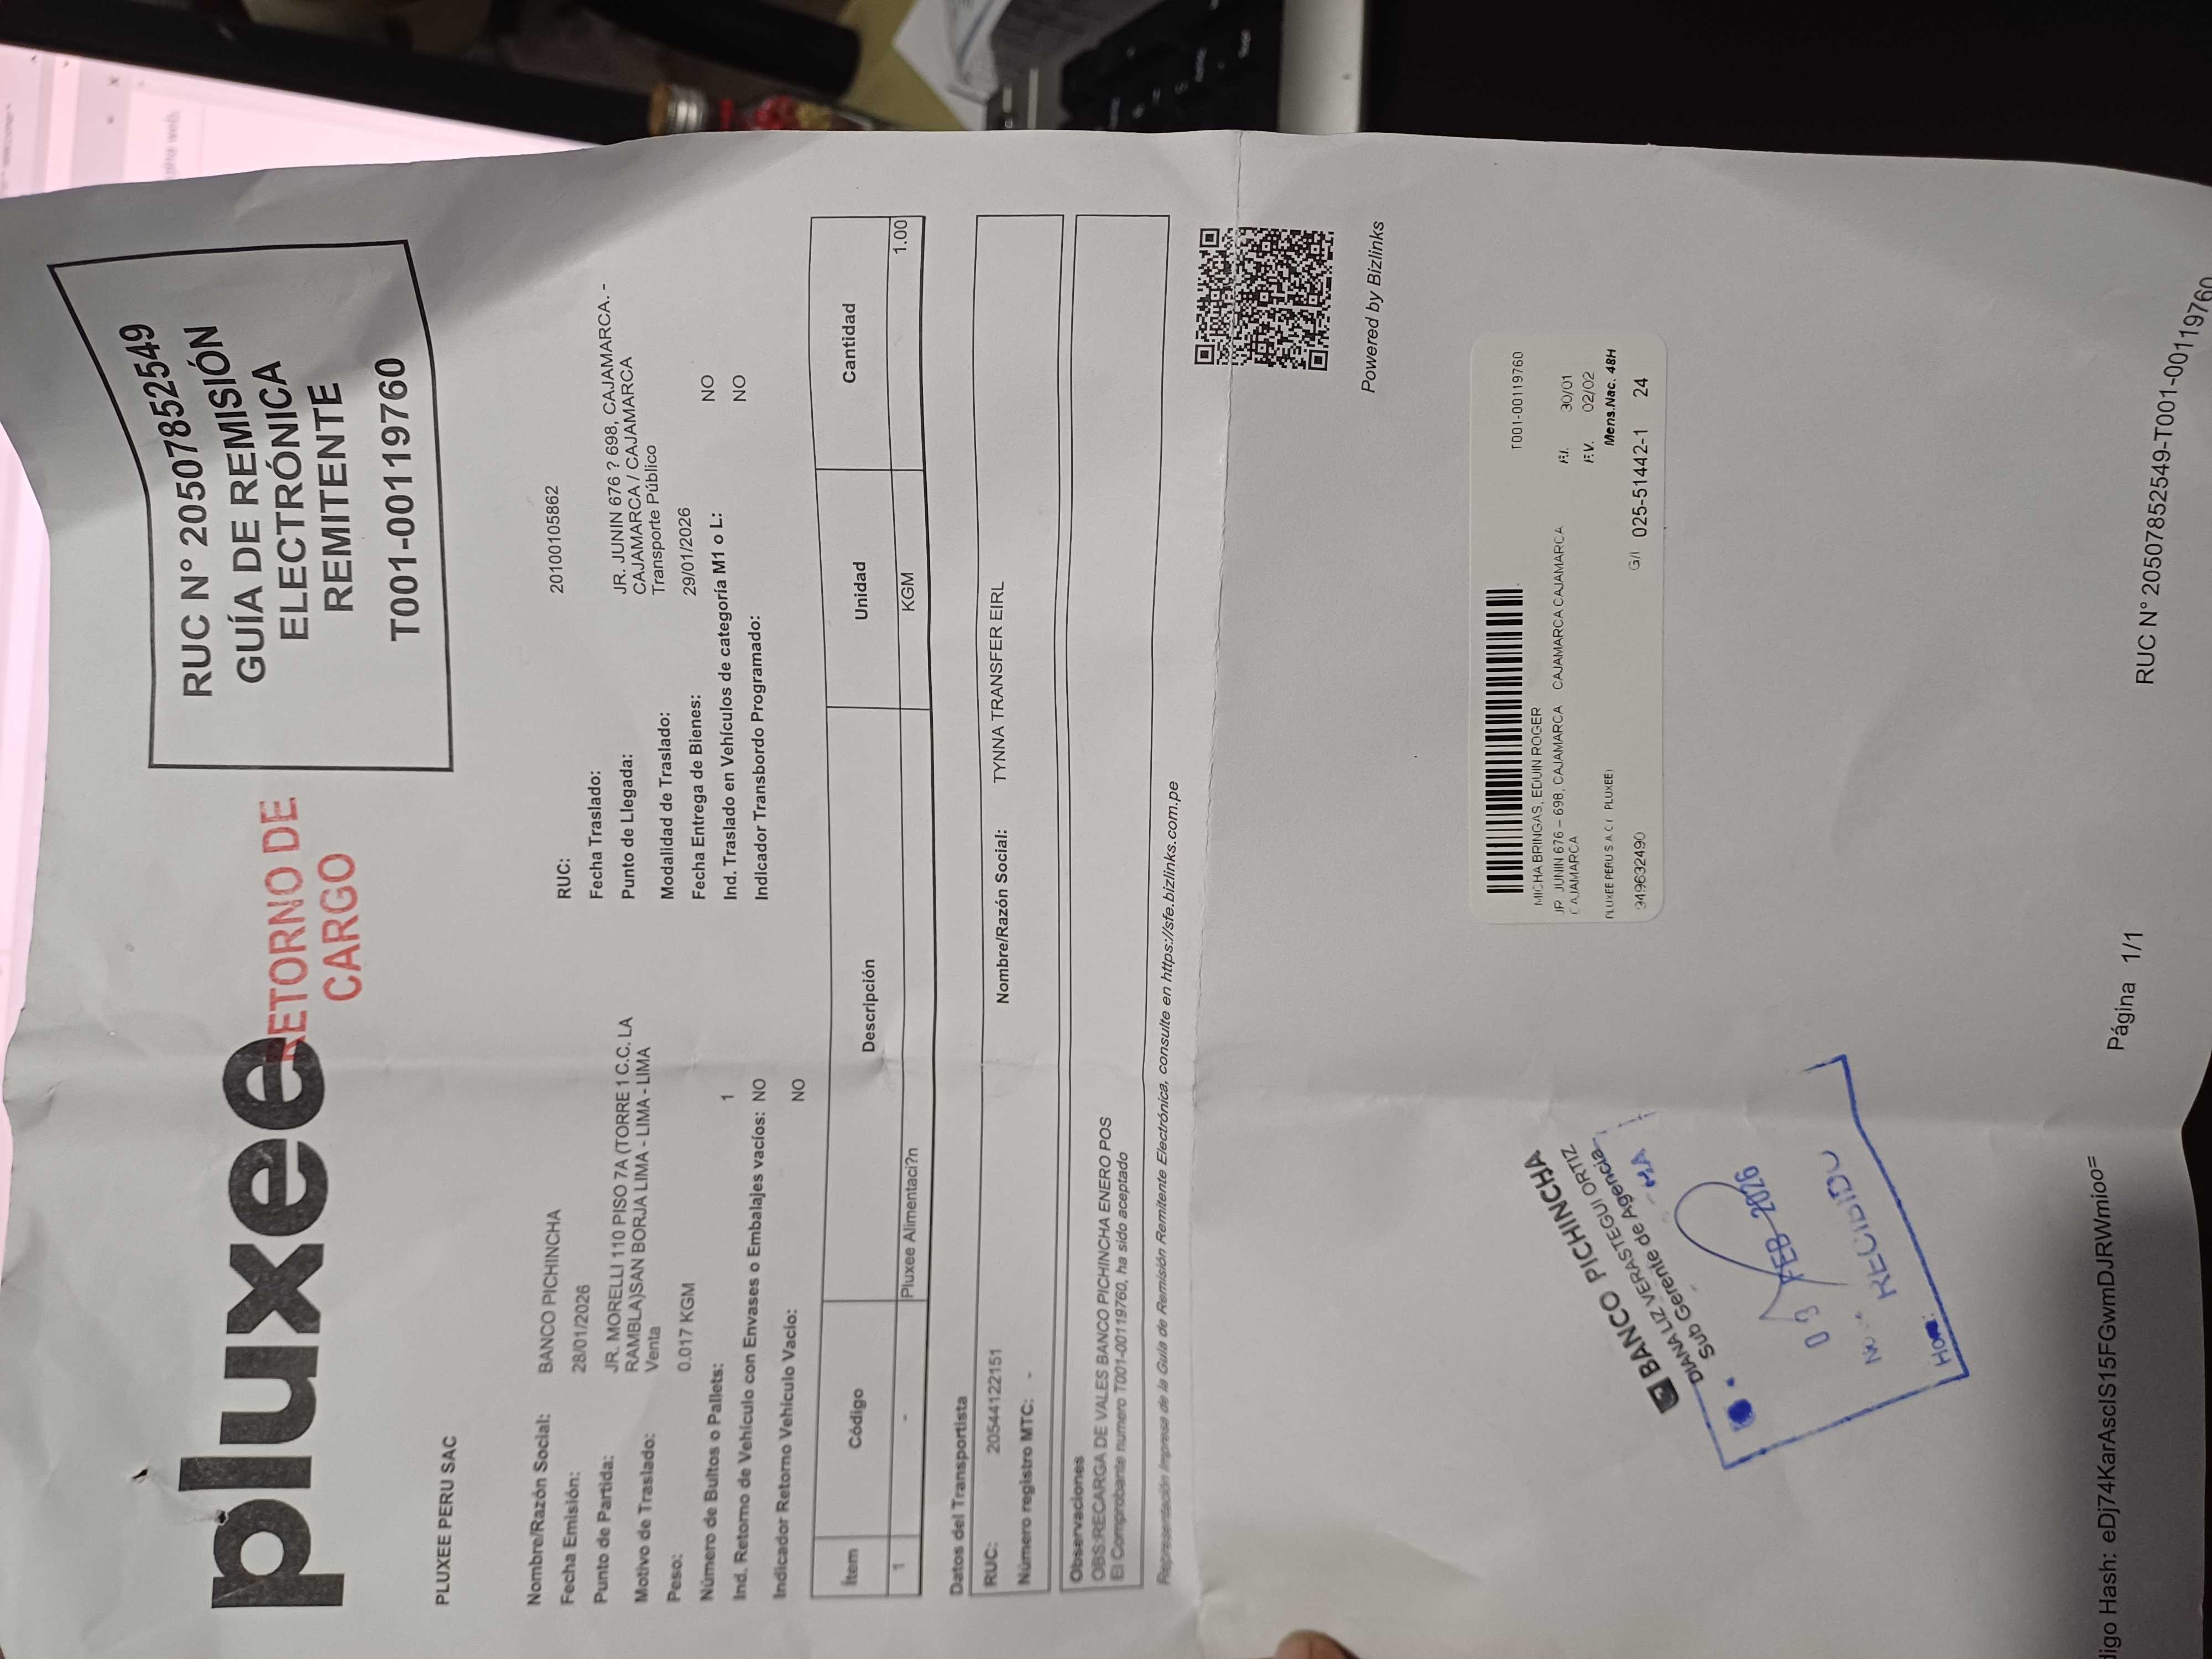 pluxee
RETORNO DE
CARGO
RUC N° 20507852549
GUÍA DE REMISIÓN
ELECTRÓNICA
REMITENTE
T001-00119760
PLUXEE PERU SAC
Nombre/Razón Social: BANCO PICHINCHA
RUC: 20100105862
Fecha Emisión: 28/01/2026
Fecha Traslado:
Punto de Partida: JR. MORELLI 110 PISO 7A (TORRE 1 C.C. LA
RAMBLA)SAN BORJA LIMA - LIMA - LIMA
Punto de Llegada: JR. JUNIN 676 ? 698, CAJAMARCA. -
CAJAMARCA / CAJAMARCA / CAJAMARCA
Motivo de Traslado: Venta
Modalidad de Traslado: Transporte Público
Peso: 0.017 KGM
Fecha Entrega de Bienes: 29/01/2026
Número de Bultos o Pallets: 1
Ind. Traslado en Vehículos de categoría M1 o L: NO
Ind. Retorno de Vehículo con Envases o Embalajes vacíos: NO
Indicador Transbordo Programado: NO
Indicador Retorno Vehículo Vacío: NO
Ítem Código Descripción Unidad Cantidad
1 - Pluxee Alimentaci?n KGM 1.00
Datos del Transportista
RUC: 20544122151 Nombre/Razón Social: TYNNA TRANSFER EIRL
Número registro MTC: -
Observaciones
OBS:RECARGA DE VALES BANCO PICHINCHA ENERO POS
El Comprobante numero T001-00119760, ha sido aceptado
Representación Impresa de la Guía de Remisión Remitente Electrónica, consulte en https://sfe.bizlinks.com.pe
Powered by Bizlinks
T001-00119760
MICHA BRINGAS, EDUIN ROGER
JR. JUNIN 676 – 698, CAJAMARCA CAJAMARCA CAJAMARCA
CAJAMARCA
F.I. 30/01
F.V. 02/02
PLUXEE PERU S A C ( PLUXEE)
Mens.Nac. 48H
949632490
G/I 025-51442-1 24
BANCO PICHINCHA
DIANA LIZ VERASTEGUI ORTIZ
Sub Gerente de Agencia
03 FEB 2026
RECIBIDO
Hora:
digo Hash: eDj74KarAsclS15FGwmDJRWmioo=
Página 1/1
RUC N° 20507852549-T001-00119760